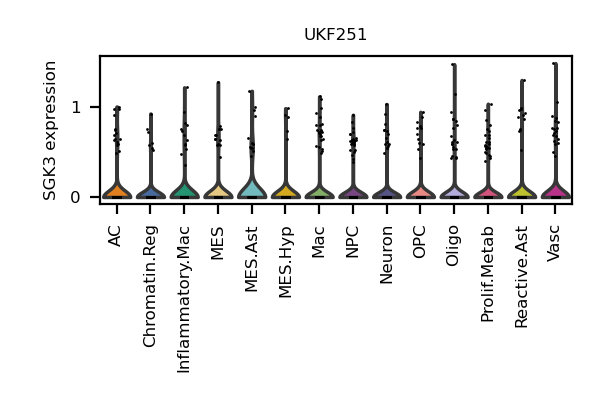 UKF251
SGK3 expression
1
0
AC
Chromatin.Reg
Inflammatory.Mac
MES
MES.Ast
MES.Hyp
Mac
NPC
Neuron
OPC
Oligo
Prolif.Metab
Reactive.Ast
Vasc